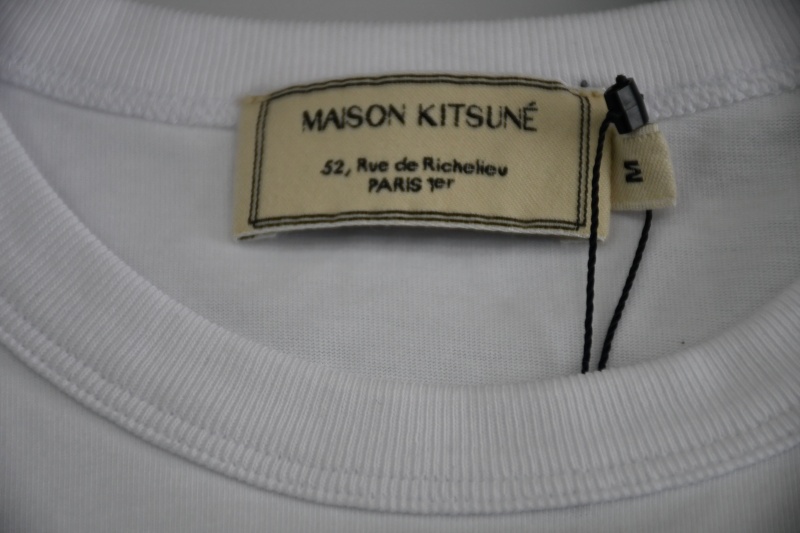 MAISON KITSUNÉ
52, Rue de Richelieu
PARIS 1er
M